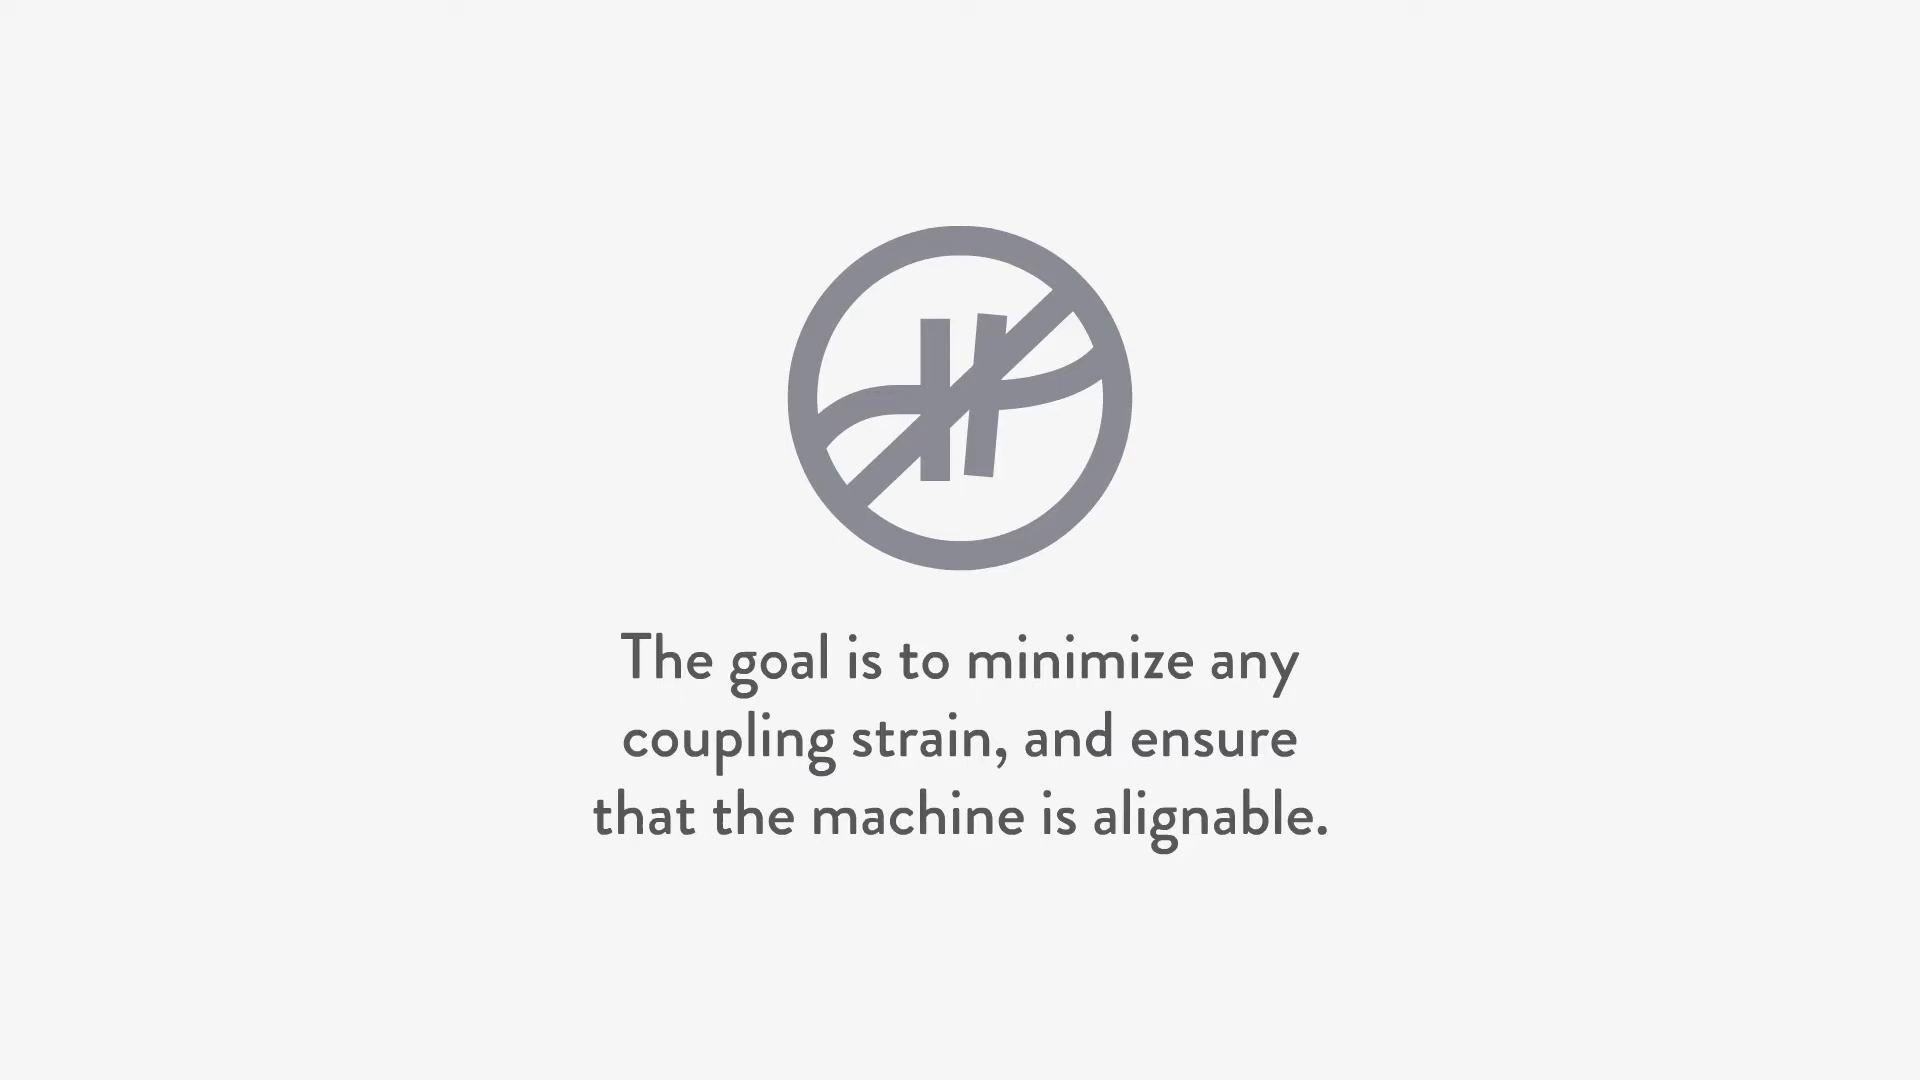 The goal is to minimize any
coupling strain, and ensure
that the machine is alignable.